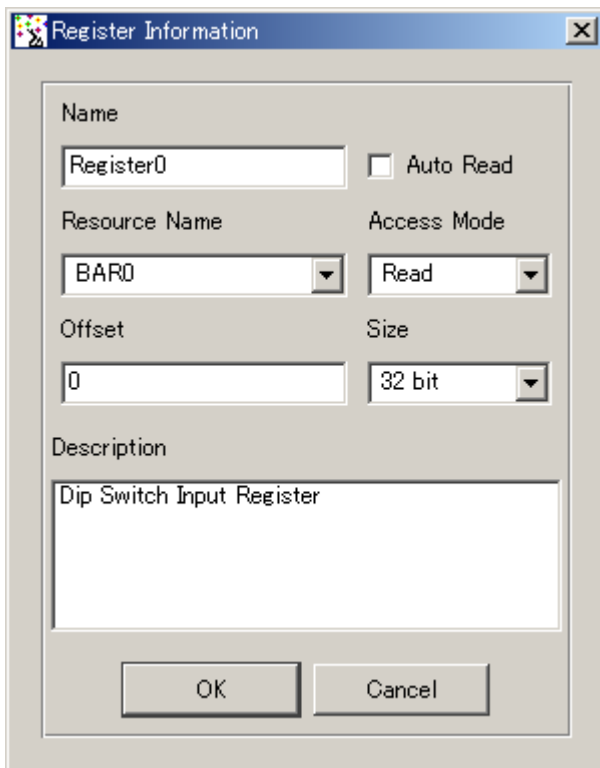 Register Information
Name
Register0
Auto Read
Resource Name
Access Mode
BAR0
Read
Offset
Size
0
32 bit
Description
Dip Switch Input Register
OK
Cancel